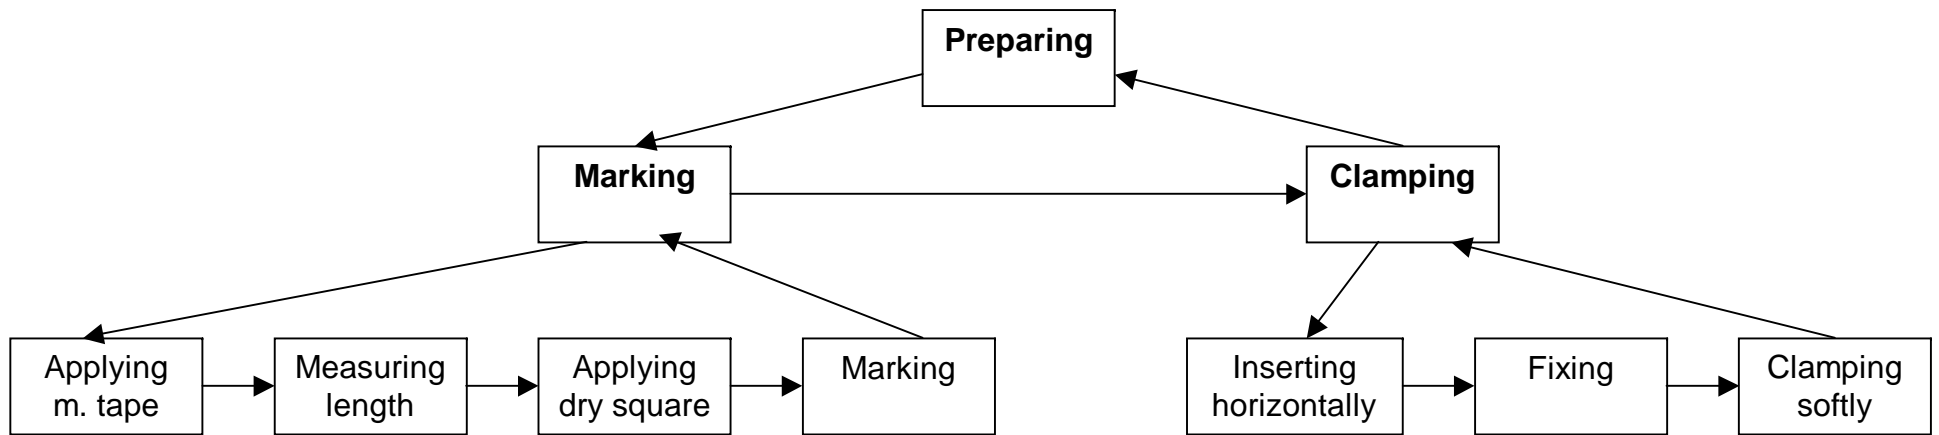 Preparing
Marking
Clamping
Applying
m. tape
Measuring
length
Applying
dry square
Marking
Inserting
horizontally
Fixing
Clamping
softly